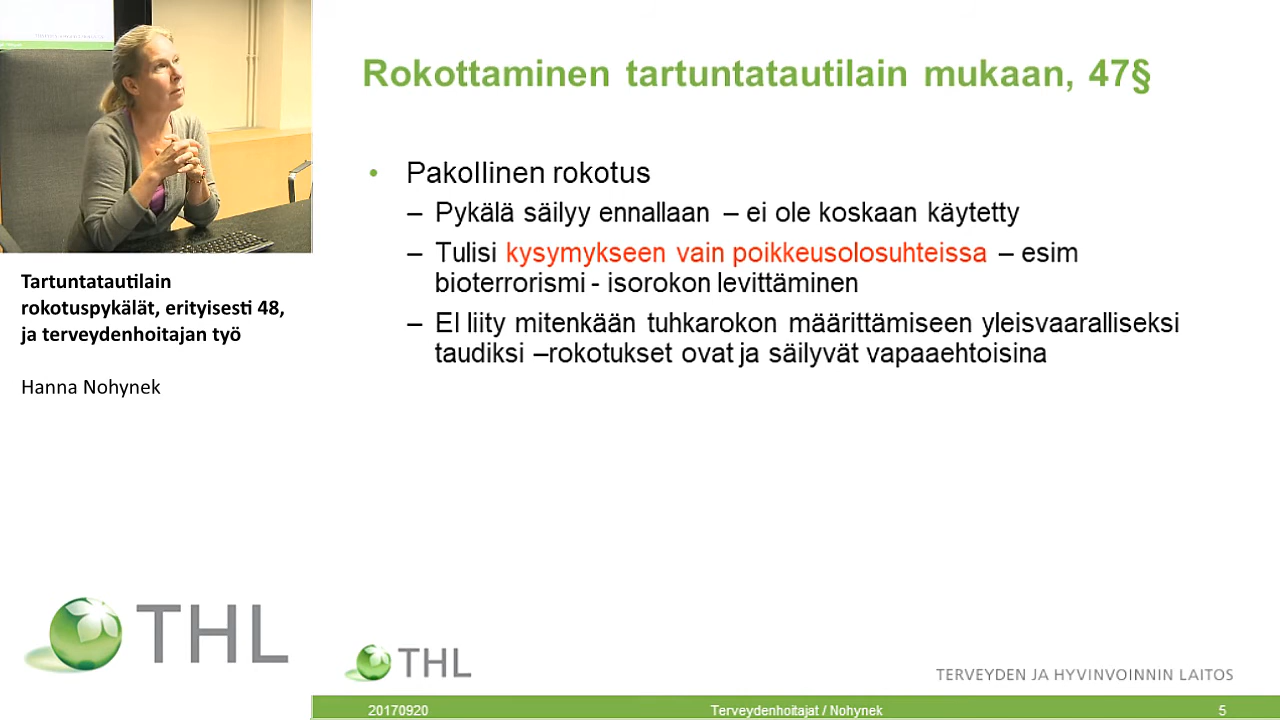 Rokottaminen tartuntatautilain mukaan, 47§
• Pakollinen rokotus
– Pykälä säilyy ennallaan – ei ole koskaan käytetty
– Tulisi kysymykseen vain poikkeusolosuhteissa – esim
bioterrorismi - isorokon levittäminen
– EI liity mitenkään tuhkarokon määrittämiseen yleisvaaralliseksi
taudiksi –rokotukset ovat ja säilyvät vapaaehtoisina
Tartuntatautilain
rokotuspykälät, erityisesti 48,
ja terveydenhoitajan työ
Hanna Nohynek
THL
THL
TERVEYDEN JA HYVINVOINNIN LAITOS
20170920
Terveydenhoitajat / Nohynek
5